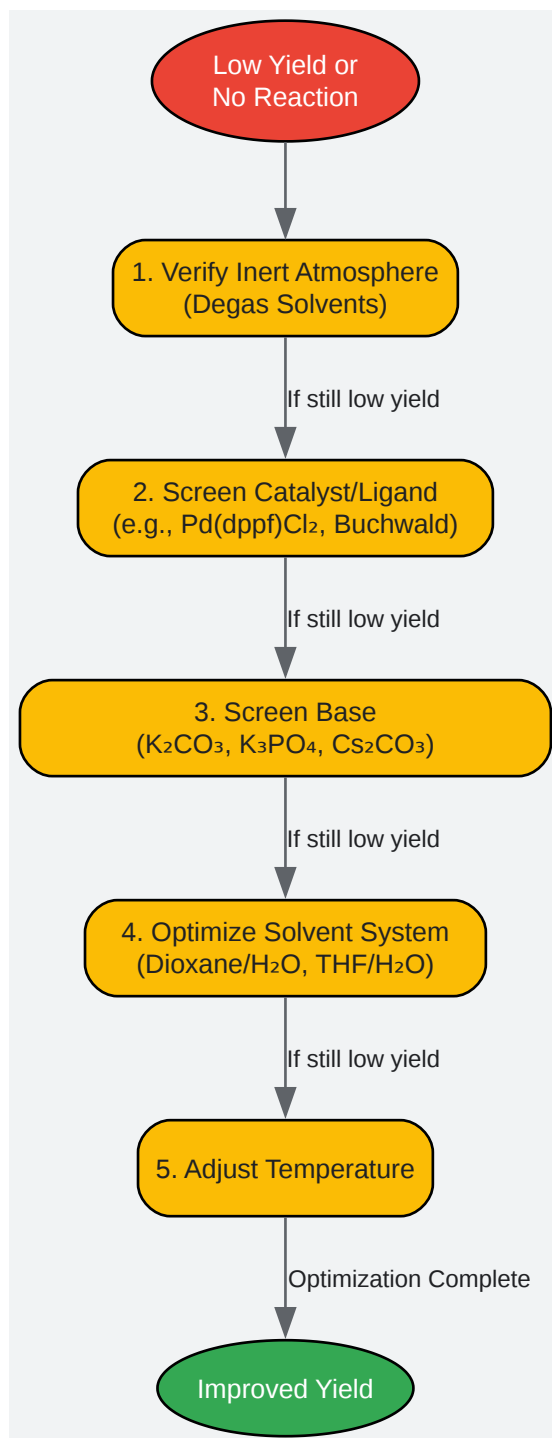 Low Yield or
No Reaction
1. Verify Inert Atmosphere
(Degas Solvents)
If still low yield
2. Screen Catalyst/Ligand
(e.g., Pd(dppf)Cl₂, Buchwald)
If still low yield
3. Screen Base
(K₂CO₃, K₃PO₄, Cs₂CO₃)
If still low yield
4. Optimize Solvent System
(Dioxane/H₂O, THF/H₂O)
If still low yield
5. Adjust Temperature
Optimization Complete
Improved Yield